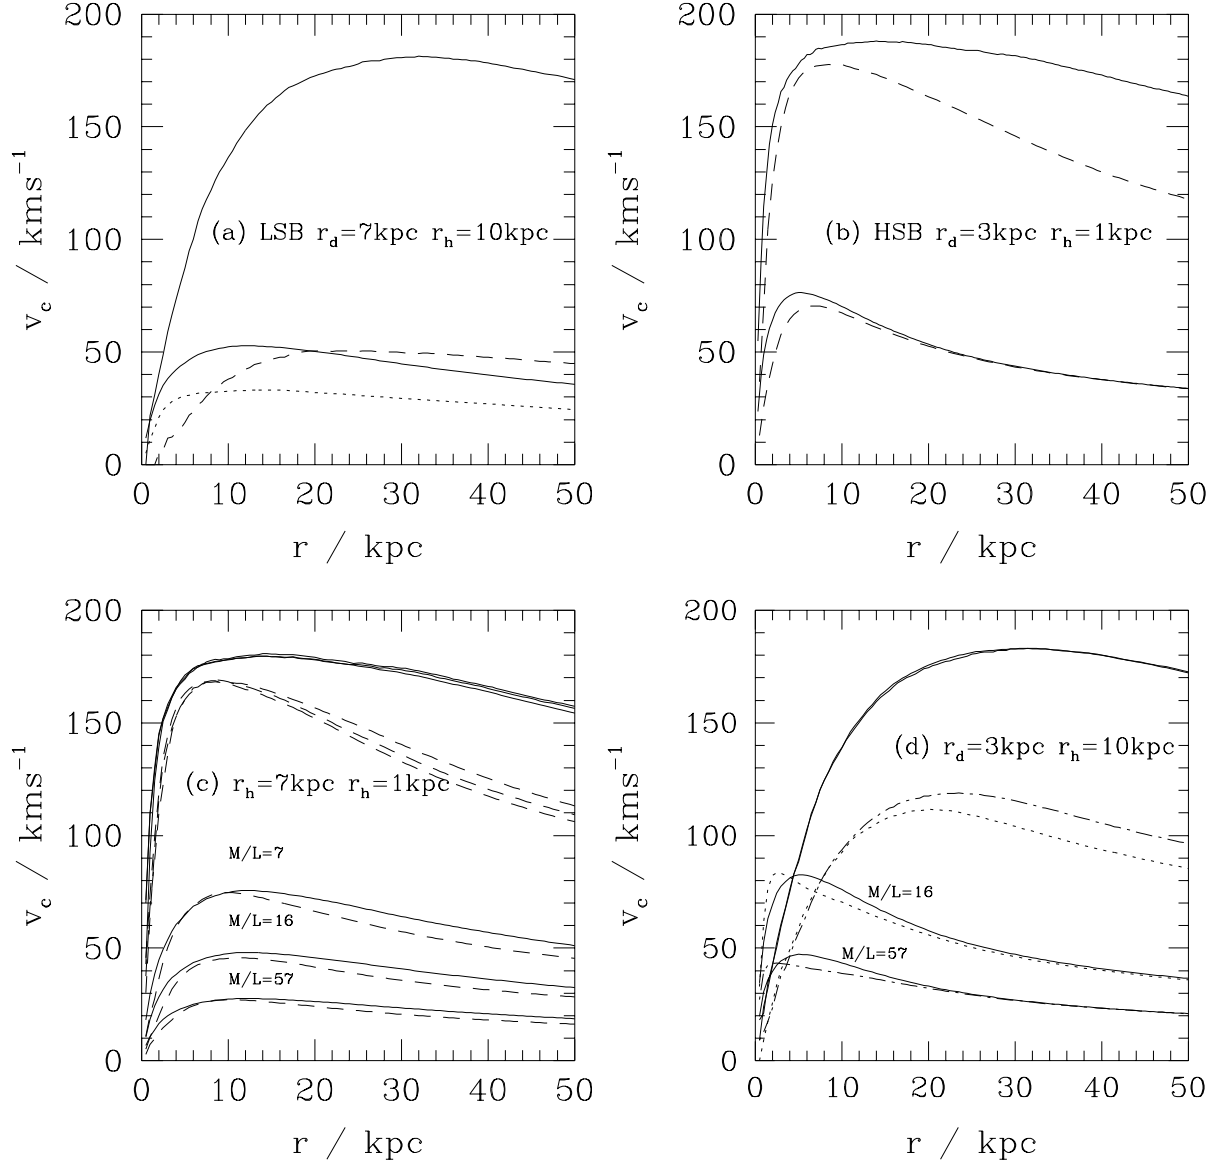 200
150
100
50
0
v_c / kms^{-1}
(a) LSB r_d=7kpc r_h=10kpc
0 10 20 30 40 50
r / kpc
200
150
100
50
0
v_c / kms^{-1}
(b) HSB r_d=3kpc r_h=1kpc
0 10 20 30 40 50
r / kpc
200
150
100
50
0
v_c / kms^{-1}
(c) r_h=7kpc r_h=1kpc
M/L=7
M/L=16
M/L=57
0 10 20 30 40 50
r / kpc
200
150
100
50
0
v_c / kms^{-1}
(d) r_d=3kpc r_h=10kpc
M/L=16
M/L=57
0 10 20 30 40 50
r / kpc